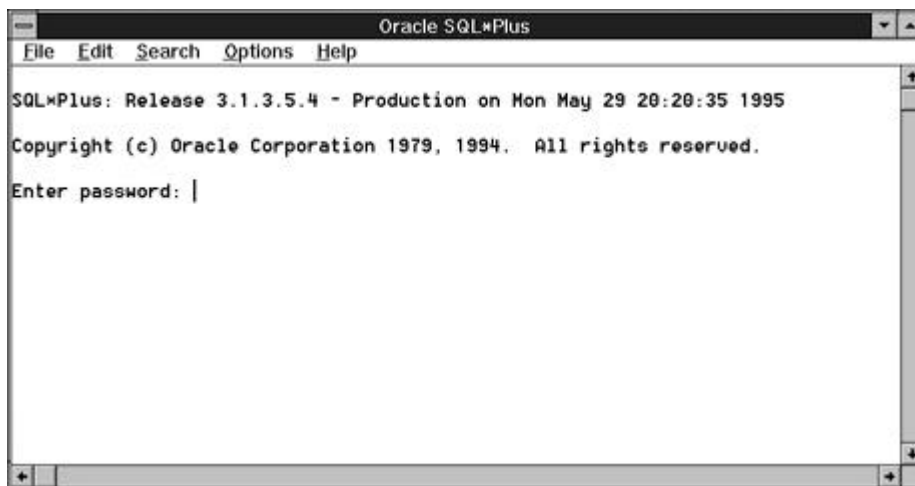 Oracle SQL*Plus
File Edit Search Options Help
SQL*Plus: Release 3.1.3.5.4 - Production on Mon May 29 20:20:35 1995
Copyright (c) Oracle Corporation 1979, 1994.  All rights reserved.
Enter password: